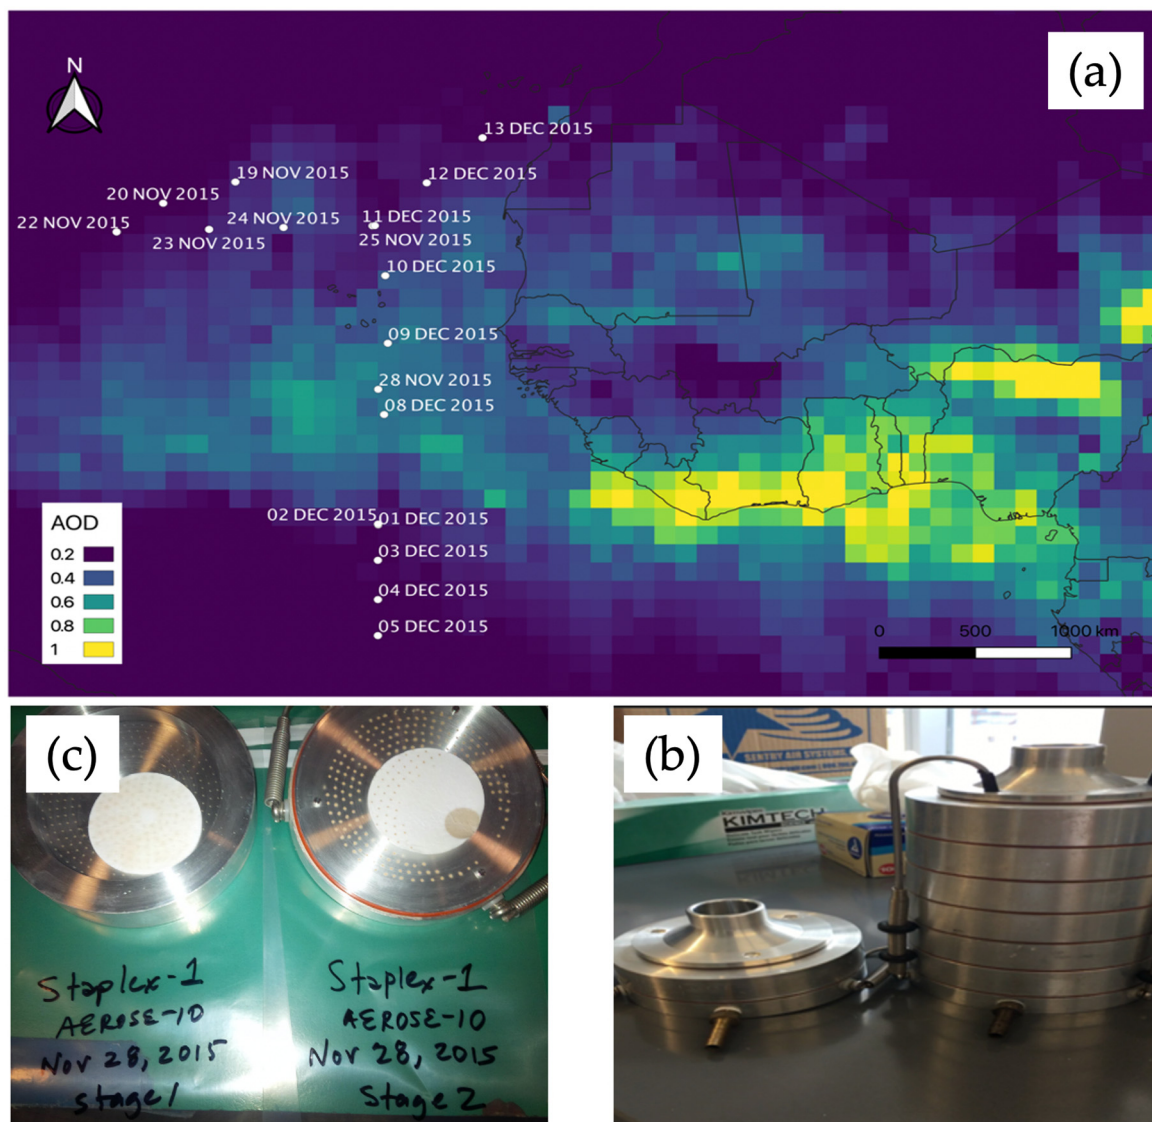 (a)
N
13 DEC 2015
12 DEC 2015
19 NOV 2015
20 NOV 2015
22 NOV 2015
24 NOV 2015
23 NOV 2015
11 DEC 2015
25 NOV 2015
10 DEC 2015
09 DEC 2015
28 NOV 2015
08 DEC 2015
02 DEC 2015
01 DEC 2015
03 DEC 2015
04 DEC 2015
05 DEC 2015
AOD
0.2
0.4
0.6
0.8
1
0 500 1000 km
(c)
Staplex-1
AEROSE-10
Nov 28, 2015
stage 1
Staplex-1
AEROSE-10
Nov 28, 2015
Stage 2
(b)
SENTRY AIR SYSTEMS
KIMTECH